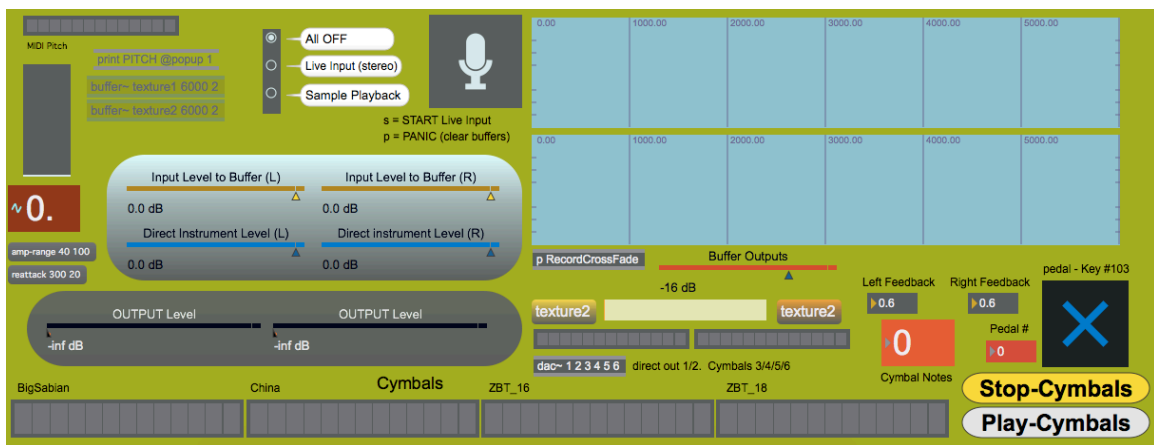 MIDI Pitch
print PITCH @popup 1
buffer~ texture1 6000 2
buffer~ texture2 6000 2
All OFF
Live Input (stereo)
Sample Playback
s = START Live Input
p = PANIC (clear buffers)
0.00 1000.00 2000.00 3000.00 4000.00 5000.00
0.00 1000.00 2000.00 3000.00 4000.00 5000.00
0.
amp-range 40 100
reattack 300 20
Input Level to Buffer (L)
0.0 dB
Input Level to Buffer (R)
0.0 dB
Direct Instrument Level (L)
0.0 dB
Direct instrument Level (R)
0.0 dB
OUTPUT Level
-inf dB
OUTPUT Level
-inf dB
p RecordCrossFade
Buffer Outputs
-16 dB
texture2
texture2
dac~ 1 2 3 4 5 6
direct out 1/2. Cymbals 3/4/5/6
Left Feedback
0.6
Right Feedback
0.6
0
Cymbal Notes
Pedal #
0
pedal - Key #103
BigSabian
China
Cymbals
ZBT_16
ZBT_18
Stop-Cymbals
Play-Cymbals